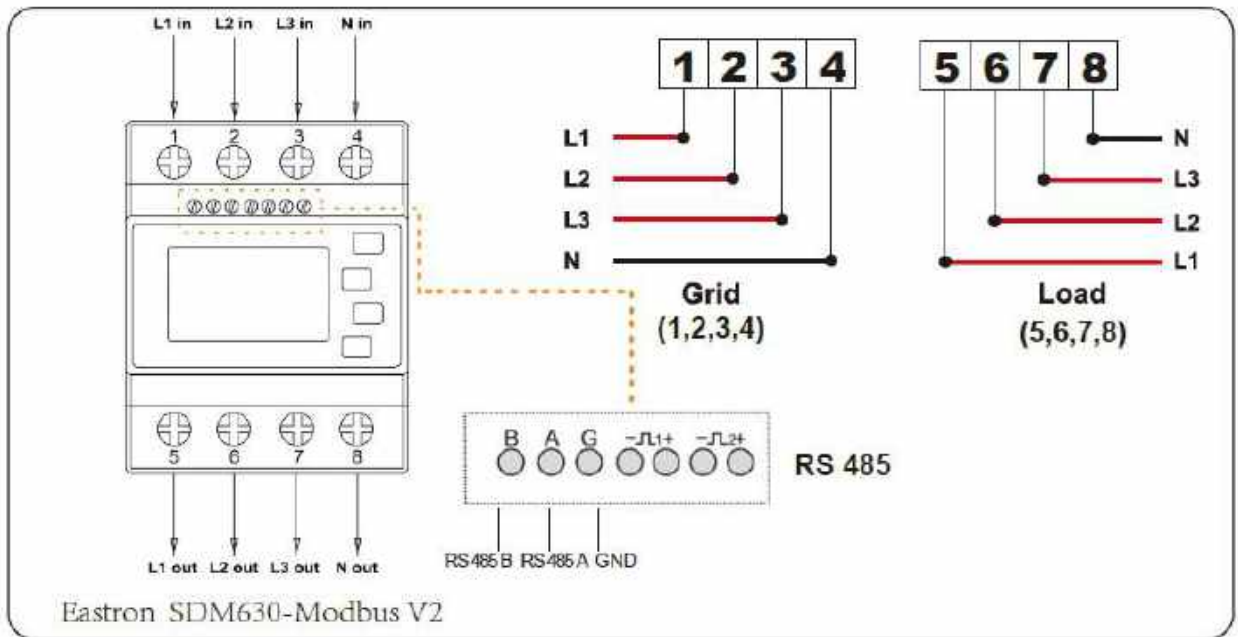 L1 in L2 in L3 in N in
1 2 3 4
5 6 7 8
L1 out L2 out L3 out N out
1 2 3 4
L1
L2
L3
N
Grid
(1,2,3,4)
5 6 7 8
N
L3
L2
L1
Load
(5,6,7,8)
B A G - 1+ - 2+
RS 485
RS485B RS485A GND
Eastron SDM630-Modbus V2